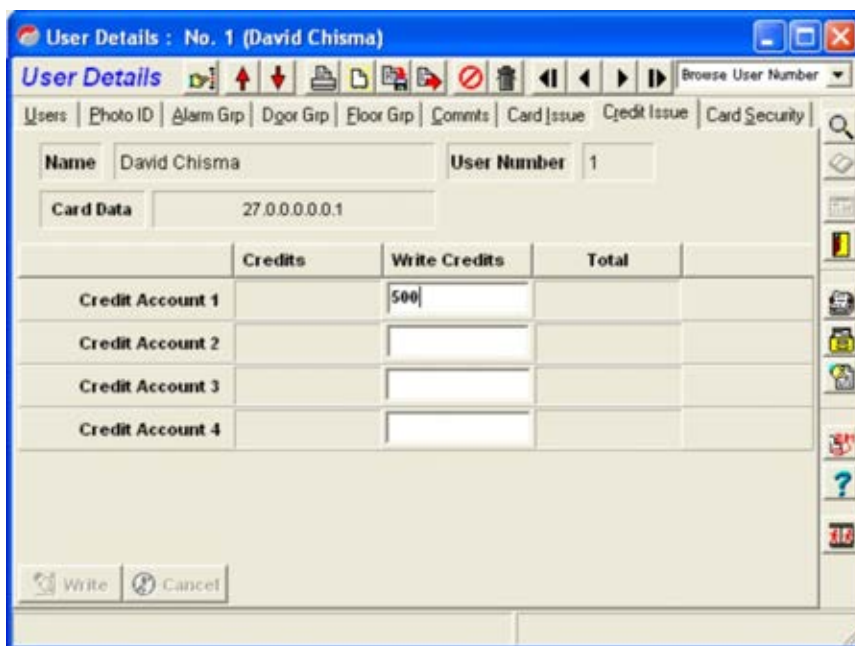 User Details : No. 1 (David Chisma)
User Details Browse User Number
Users Photo ID Alarm Grp Door Grp Floor Grp Commts Card Issue Credit Issue Card Security
Name David Chisma User Number 1
Card Data 27.0.0.0.0.0.1
Credits Write Credits Total
Credit Account 1 500
Credit Account 2
Credit Account 3
Credit Account 4
Write Cancel